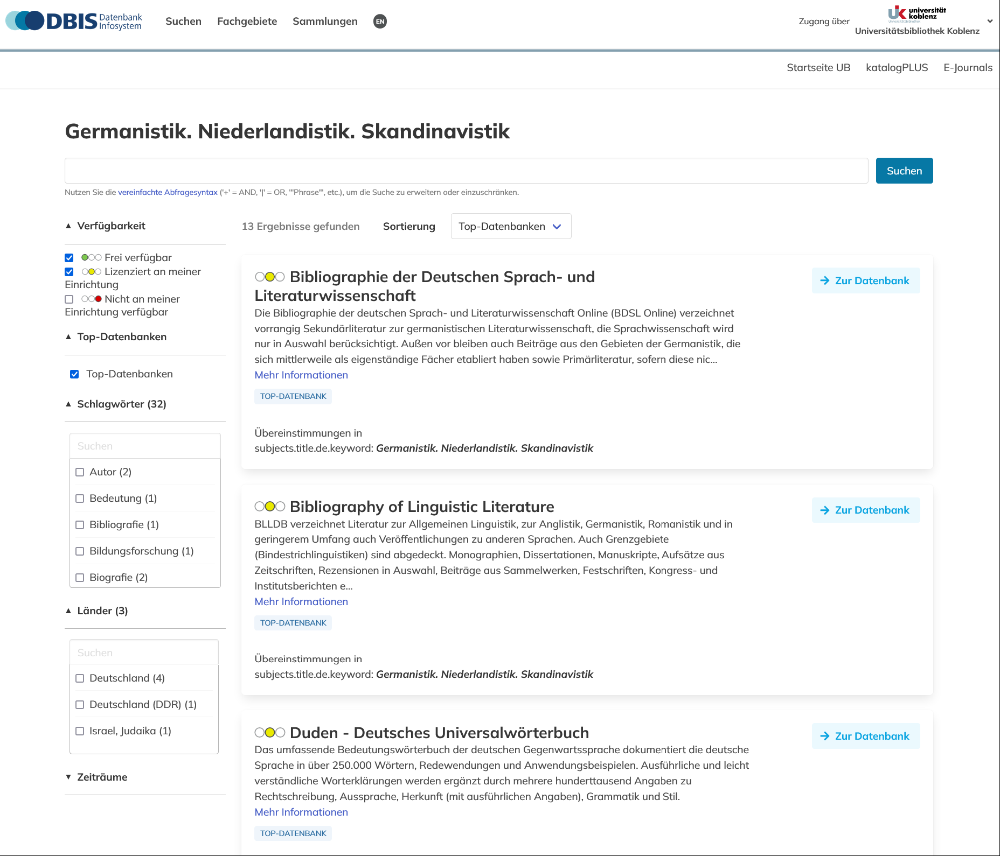 DBIS Datenbank Infosystem
Suchen Fachgebiete Sammlungen EN
Zugang über
universität koblenz
Universitätsbibliothek Koblenz
Startseite UB katalogPLUS E-Journals
Germanistik. Niederlandistik. Skandinavistik
Suchen
Nutzen Sie die vereinfachte Abfragesyntax ('+' = AND, '|' = OR, '"Phrase"', etc.), um die Suche zu erweitern oder einzuschränken.
▲ Verfügbarkeit
Frei verfügbar
Lizenziert an meiner
Einrichtung
Nicht an meiner
Einrichtung verfügbar
▲ Top-Datenbanken
Top-Datenbanken
▲ Schlagwörter (32)
Suchen
Autor (2)
Bedeutung (1)
Bibliografie (1)
Bildungsforschung (1)
Biografie (2)
▲ Länder (3)
Suchen
Deutschland (4)
Deutschland (DDR) (1)
Israel, Judaika (1)
▼ Zeiträume
13 Ergebnisse gefunden Sortierung Top-Datenbanken
Bibliographie der Deutschen Sprach- und
Literaturwissenschaft
→ Zur Datenbank
Die Bibliographie der deutschen Sprach- und Literaturwissenschaft Online (BDSL Online) verzeichnet
vorrangig Sekundärliteratur zur germanistischen Literaturwissenschaft, die Sprachwissenschaft wird
nur in Auswahl berücksichtigt. Außen vor bleiben auch Beiträge aus den Gebieten der Germanistik, die
sich mittlerweile als eigenständige Fächer etabliert haben sowie Primärliteratur, sofern diese nic...
Mehr Informationen
TOP-DATENBANK
Übereinstimmungen in
subjects.title.de.keyword: Germanistik. Niederlandistik. Skandinavistik
Bibliography of Linguistic Literature
→ Zur Datenbank
BLLDB verzeichnet Literatur zur Allgemeinen Linguistik, zur Anglistik, Germanistik, Romanistik und in
geringerem Umfang auch Veröffentlichungen zu anderen Sprachen. Auch Grenzgebiete
(Bindestrichlinguistiken) sind abgedeckt. Monographien, Dissertationen, Manuskripte, Aufsätze aus
Zeitschriften, Rezensionen in Auswahl, Beiträge aus Sammelwerken, Festschriften, Kongress- und
Institutsberichten e...
Mehr Informationen
TOP-DATENBANK
Übereinstimmungen in
subjects.title.de.keyword: Germanistik. Niederlandistik. Skandinavistik
Duden - Deutsches Universalwörterbuch
→ Zur Datenbank
Das umfassende Bedeutungswörterbuch der deutschen Gegenwartssprache dokumentiert die deutsche
Sprache in über 250.000 Wörtern, Redewendungen und Anwendungsbeispielen. Ausführliche und leicht
verständliche Worterklärungen werden ergänzt durch mehrere hunderttausend Angaben zu
Rechtschreibung, Aussprache, Herkunft (mit ausführlichen Angaben), Grammatik und Stil.
Mehr Informationen
TOP-DATENBANK